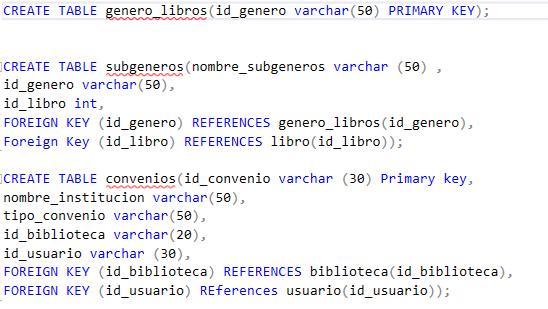 CREATE TABLE genero_libros(id_genero varchar(50) PRIMARY KEY);
CREATE TABLE subgeneros(nombre_subgeneros varchar (50) ,
id_genero varchar(50),
id_libro int,
FOREIGN KEY (id_genero) REFERENCES genero_libros(id_genero),
Foreign Key (id_libro) REFERENCES libro(id_libro));
CREATE TABLE convenios(id_convenio varchar (30) Primary key,
nombre_institucion varchar(50),
tipo_convenio varchar(50),
id_biblioteca varchar(20),
id_usuario varchar (30),
FOREIGN KEY (id_biblioteca) REFERENCES biblioteca(id_biblioteca),
FOREIGN KEY (id_usuario) REferences usuario(id_usuario));